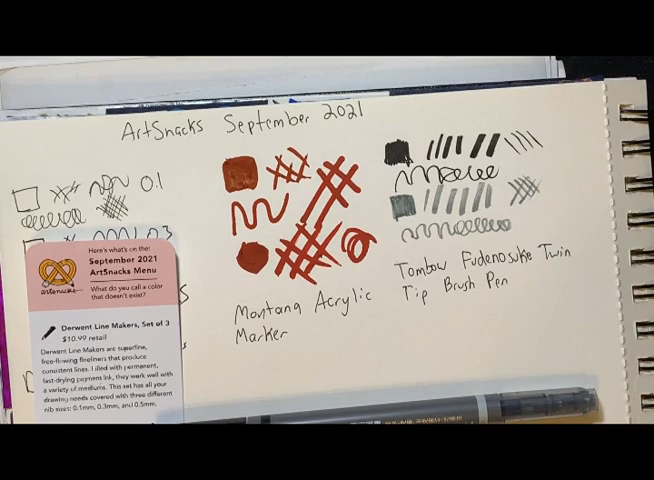 ArtSnacks September 2021
0.1
0.3
Montana Acrylic
Marker
Tombow Fudenosuke Twin
Tip Brush Pen
Here's what's on the:
September 2021
ArtSnacks Menu
What do you call a color
that doesn't exist?
artsnacks
Derwent Line Makers, Set of 3
$10.99 retail
Derwent Line Makers are superfine,
free-flowing fineliners that produce
consistent lines. Filled with permanent,
fast-drying pigment ink, they work well with
a variety of mediums. This set has all your
drawing needs covered with three different
nib sizes: 0.1mm, 0.3mm, and 0.5mm.